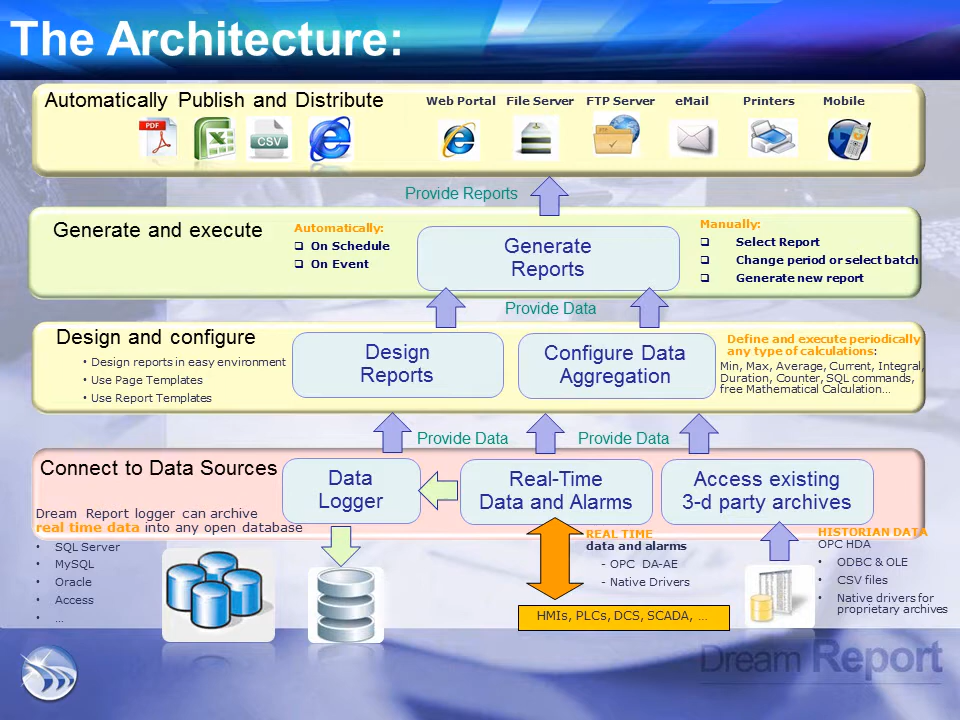 The Architecture:
Automatically Publish and Distribute
Web Portal File Server FTP Server eMail Printers Mobile
PDF
CSV
Provide Reports
Generate and execute
Automatically:
❑ On Schedule
❑ On Event
Generate
Reports
Manually:
❑ Select Report
❑ Change period or select batch
❑ Generate new report
Provide Data
Design and configure
• Design reports in easy environment
• Use Page Templates
• Use Report Templates
Design
Reports
Configure Data
Aggregation
Define and execute periodically
any type of calculations:
Min, Max, Average, Current, Integral,
Duration, Counter, SQL commands,
free Mathematical Calculation…
Provide Data
Provide Data
Connect to Data Sources
Data
Logger
Real-Time
Data and Alarms
Access existing
3-d party archives
Dream Report logger can archive
real time data into any open database
• SQL Server
• MySQL
• Oracle
• Access
• …
REAL TIME
data and alarms
- OPC DA-AE
- Native Drivers
HMIs, PLCs, DCS, SCADA, …
HISTORIAN DATA
OPC HDA
• ODBC & OLE
• CSV files
• Native drivers for
proprietary archives
Dream Report